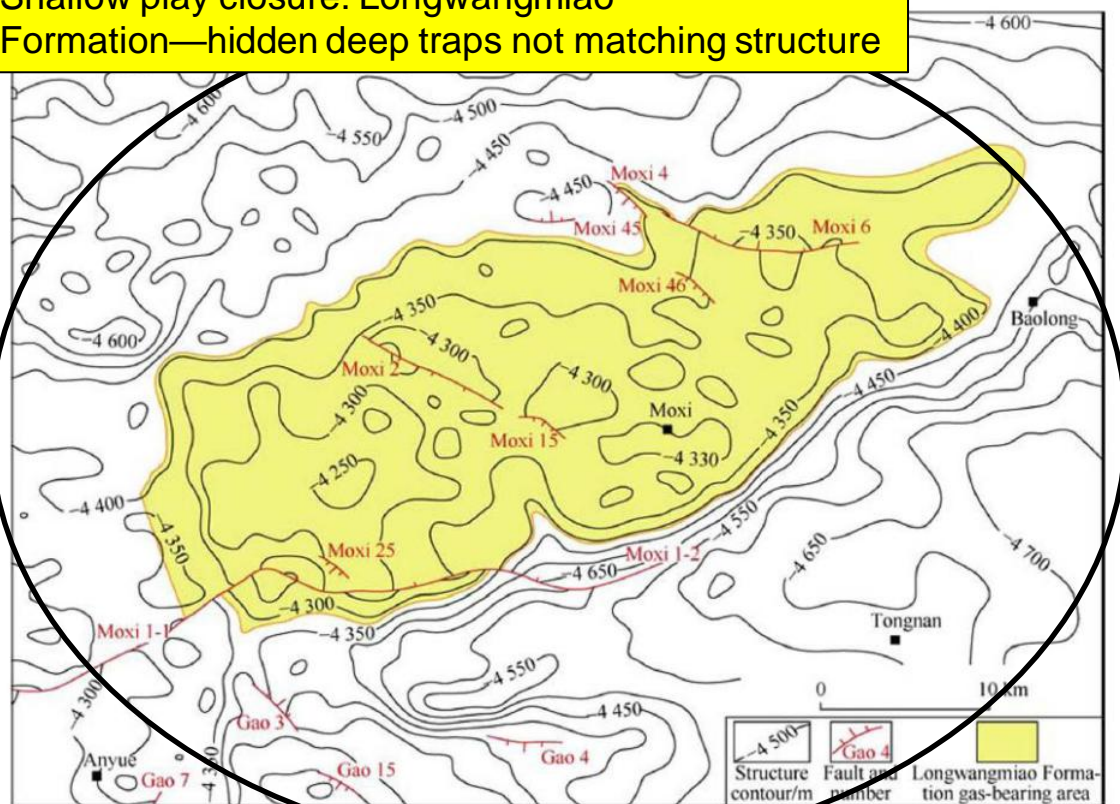 Shallow play closure: Longwangmiao
Formation—hidden deep traps not matching structure
−4 600
−4 600
−4 550
−4 500
−4 450
−4 450
Moxi 4
Moxi 45
−4 350
Moxi 6
Moxi 46
−4 350
−4 300
Baolong
−4 400
−4 600
Moxi 2
−4 300
−4 450
−4 300
Moxi
−4 350
Moxi 15
−4 330
−4 250
−4 400
−4 350
−4 550
Moxi 25
Moxi 1-2
−4 650
−4 650
−4 700
−4 300
−4 350
Tongnan
Moxi 1-1
−4 550
0
10 km
−4 300
−4 450
Gao 3
−4 500
Gao 4
Gao 4
Anyue
−4 350
Gao 15
Gao 7
Structure
contour/m
Fault and
number
Longwangmiao Forma-
tion gas-bearing area